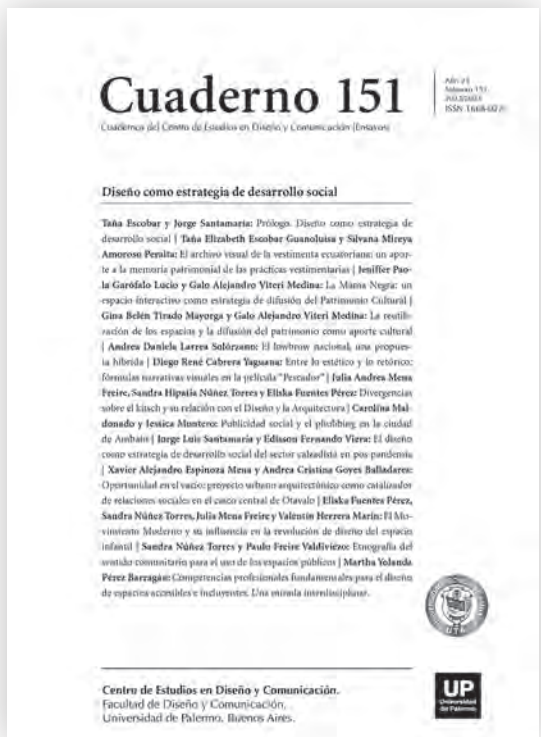 Cuaderno 151
Cuadernos del Centro de Estudios en Diseño y Comunicación [Ensayos]
Número 151
ISSN 1668-0227
Diseño como estrategia de desarrollo social
Taña Escobar y Jorge Santamaría: Prólogo. Diseño como estrategia de
desarrollo social | Taña Elizabeth Escobar Guanoluisa y Silvana Mireya
Amoroso Peralta: El archivo visual de la vestimenta ecuatoriana: un apor-
te a la memoria patrimonial de las prácticas vestimentarias | Jeniffer Pao-
la Garófalo Lucio y Galo Alejandro Viteri Medina: La Mama Negra: un
espacio interactivo como estrategia de difusión del Patrimonio Cultural |
Gina Belén Tirado Mayorga y Galo Alejandro Viteri Medina: La reutili-
zación de los espacios y la difusión del patrimonio como aporte cultural
| Andrea Daniela Larrea Solórzano: El lowbrow nacional, una propues-
ta híbrida | Diego René Cabrera Yaguana: Entre lo estético y lo retórico:
fórmulas narrativas visuales en la película "Pescador" | Julia Andrea Mena
Freire, Sandra Hipatia Núñez Torres y Eliska Fuentes Pérez: Divergencias
sobre el kitsch y su relación con el Diseño y la Arquitectura | Carolina Mal-
donado y Jessica Montero: Publicidad social y el phubbing en la ciudad
de Ambato | Jorge Luis Santamaría y Edisson Fernando Viera: El diseño
como estrategia de desarrollo social del sector calzadista en pos pandemia
| Xavier Alejandro Espinoza Mena y Andrea Cristina Goyes Balladares:
Oportunidad en el vacío: proyecto urbano arquitectónico como catalizador
de relaciones sociales en el casco central de Otavalo | Eliska Fuentes Pérez,
Sandra Núñez Torres, Julia Mena Freire y Valentín Herrera Marín: El Mo-
vimiento Moderno y su influencia en la revolución de diseño del espacio
infantil | Sandra Núñez Torres y Paulo Freire Valdiviezo: Etnografía del
sentido comunitario para el uso de los espacios públicos | Martha Yolanda
Pérez Barragán: Competencias profesionales fundamentales para el diseño
de espacios accesibles e incluyentes. Una mirada interdisciplinar.
UTA
Centro de Estudios en Diseño y Comunicación.
Facultad de Diseño y Comunicación.
Universidad de Palermo. Buenos Aires.
UP
Universidad
de Palermo